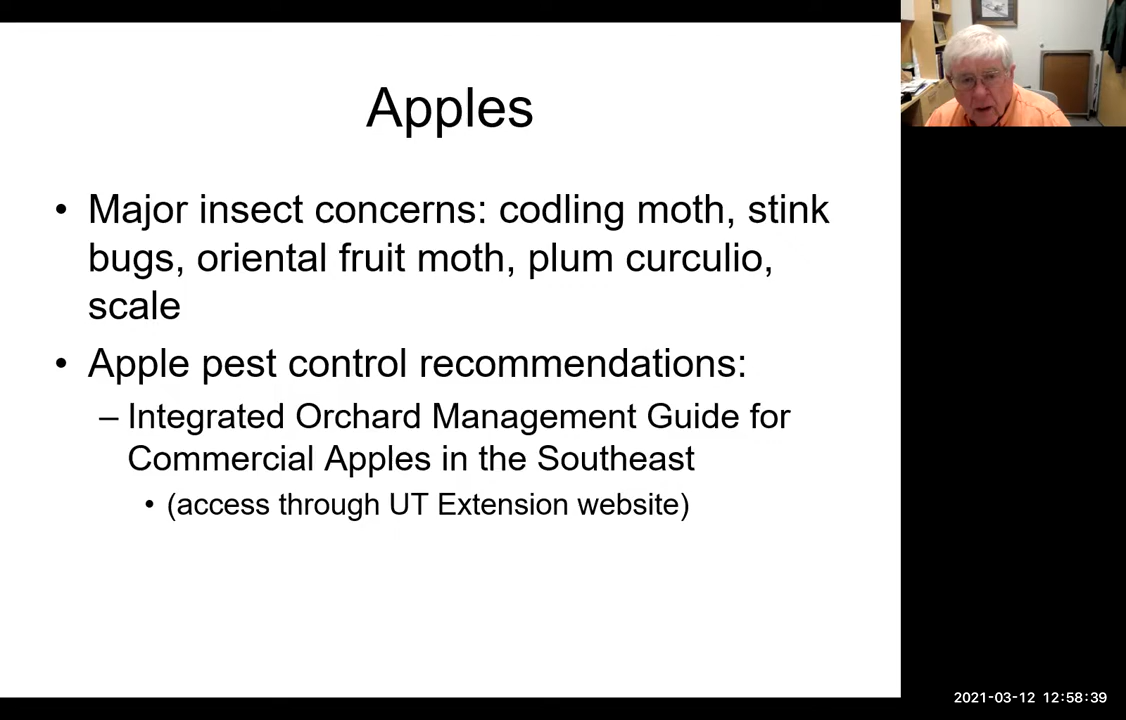 Apples
• Major insect concerns: codling moth, stink
bugs, oriental fruit moth, plum curculio,
scale
• Apple pest control recommendations:
– Integrated Orchard Management Guide for
Commercial Apples in the Southeast
• (access through UT Extension website)
2021-03-12 12:58:39